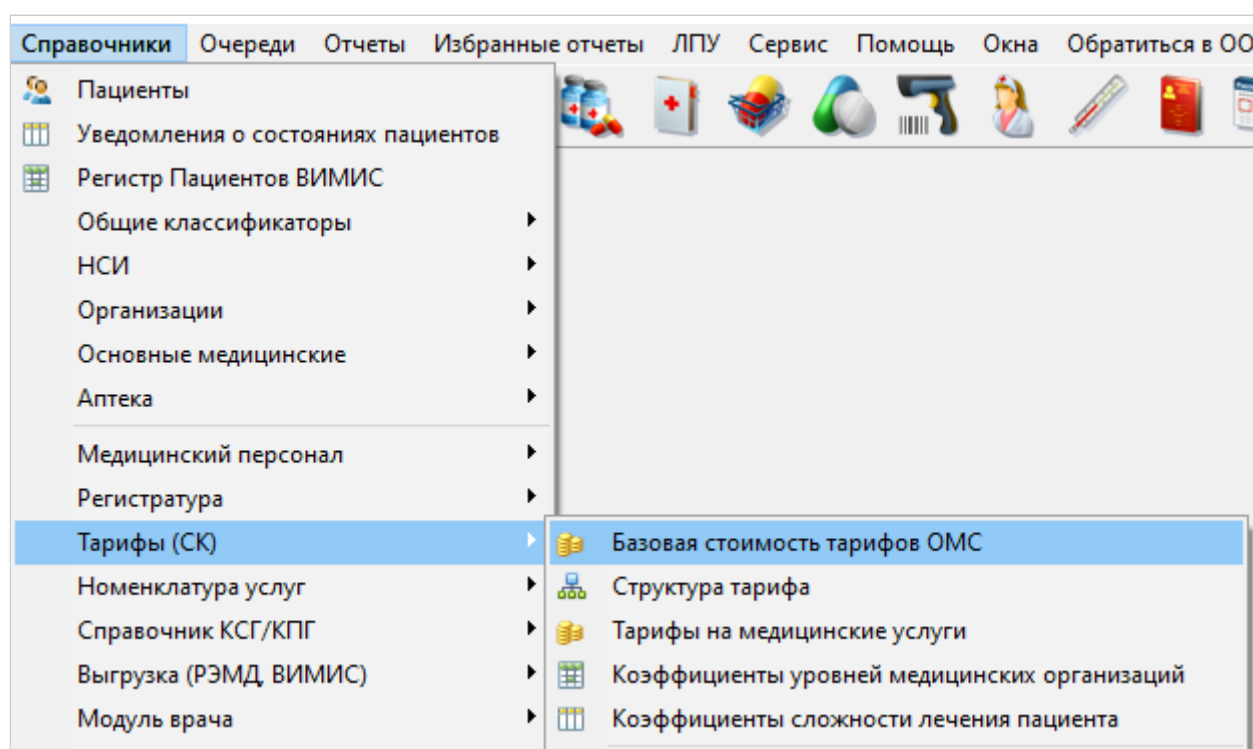 Справочники Очереди Отчеты Избранные отчеты ЛПУ Сервис Помощь Окна Обратиться в ОО
Пациенты
Уведомления о состояниях пациентов
Регистр Пациентов ВИМИС
Общие классификаторы
НСИ
Организации
Основные медицинские
Аптека
Медицинский персонал
Регистратура
Тарифы (СК)
Номенклатура услуг
Справочник КСГ/КПГ
Выгрузка (РЭМД, ВИМИС)
Модуль врача
Базовая стоимость тарифов ОМС
Структура тарифа
Тарифы на медицинские услуги
Коэффициенты уровней медицинских организаций
Коэффициенты сложности лечения пациента